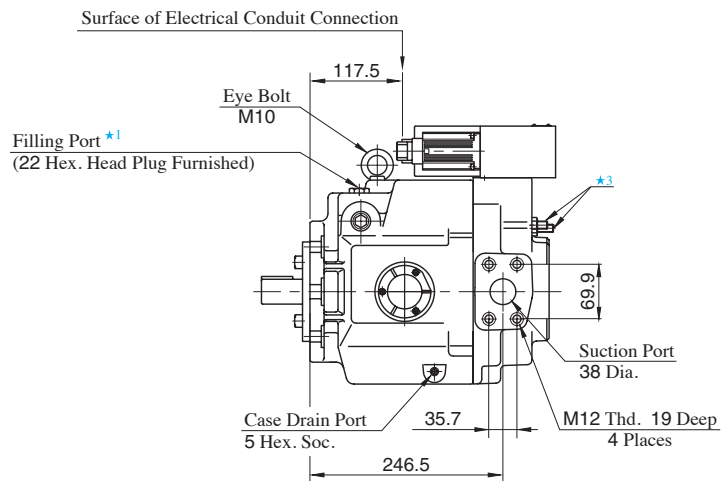 Surface of Electrical Conduit Connection
117.5
Eye Bolt
M10
Filling Port ★1
(22 Hex. Head Plug Furnished)
★3
69.9
Suction Port
38 Dia.
Case Drain Port
5 Hex. Soc.
35.7
M12 Thd. 19 Deep
4 Places
246.5